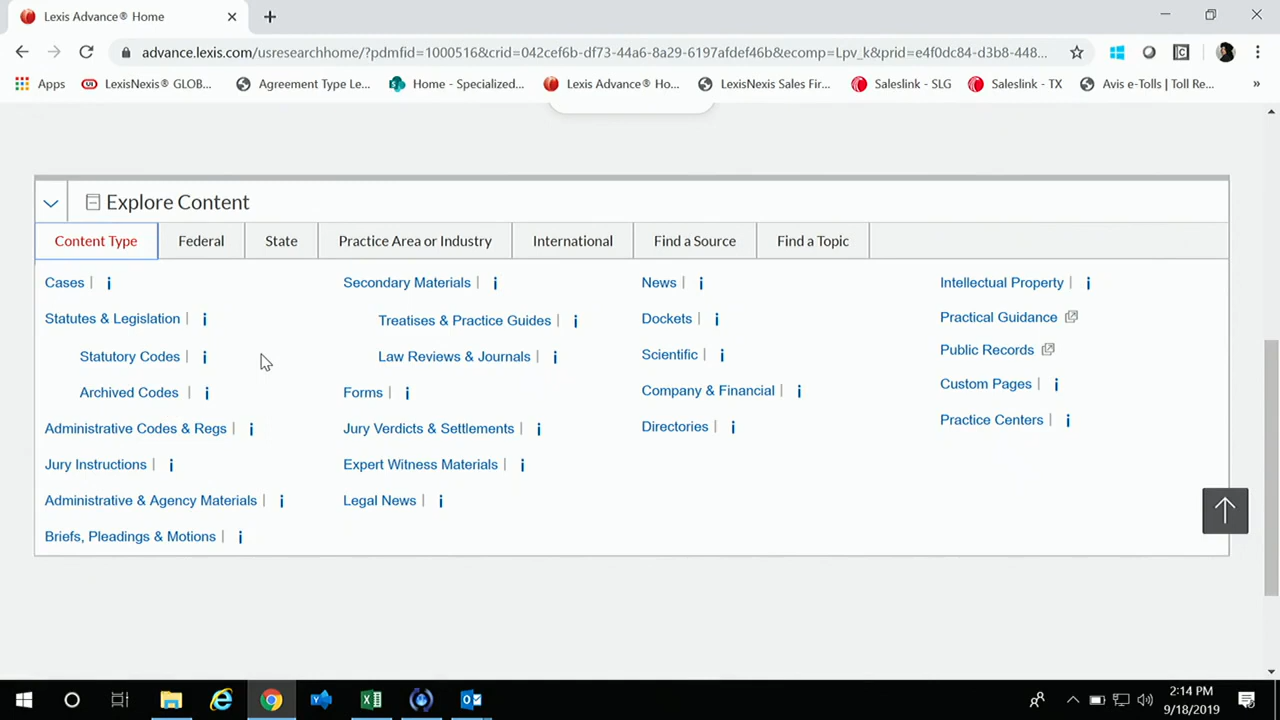 Lexis Advance® Home
advance.lexis.com/usresearchhome/?pdmfid=1000516&crid=042cef6b-df73-44a6-8a29-6197afdef46b&ecomp=Lpv_k&prid=e4f0dc84-d3b8-448...
Apps LexisNexis® GLOB... Agreement Type Le... Home - Specialized... Lexis Advance® Ho... LexisNexis Sales Fir... Saleslink - SLG Saleslink - TX Avis e-Tolls | Toll Re... »
Explore Content
Content Type Federal State Practice Area or Industry International Find a Source Find a Topic
Cases | i Secondary Materials | i News | i Intellectual Property | i
Statutes & Legislation | i Treatises & Practice Guides | i Dockets | i Practical Guidance
Statutory Codes | i Law Reviews & Journals | i Scientific | i Public Records
Archived Codes | i Forms | i Company & Financial | i Custom Pages | i
Administrative Codes & Regs | i Jury Verdicts & Settlements | i Directories | i Practice Centers | i
Jury Instructions | i Expert Witness Materials | i
Administrative & Agency Materials | i Legal News | i
Briefs, Pleadings & Motions | i
2:14 PM
9/18/2019